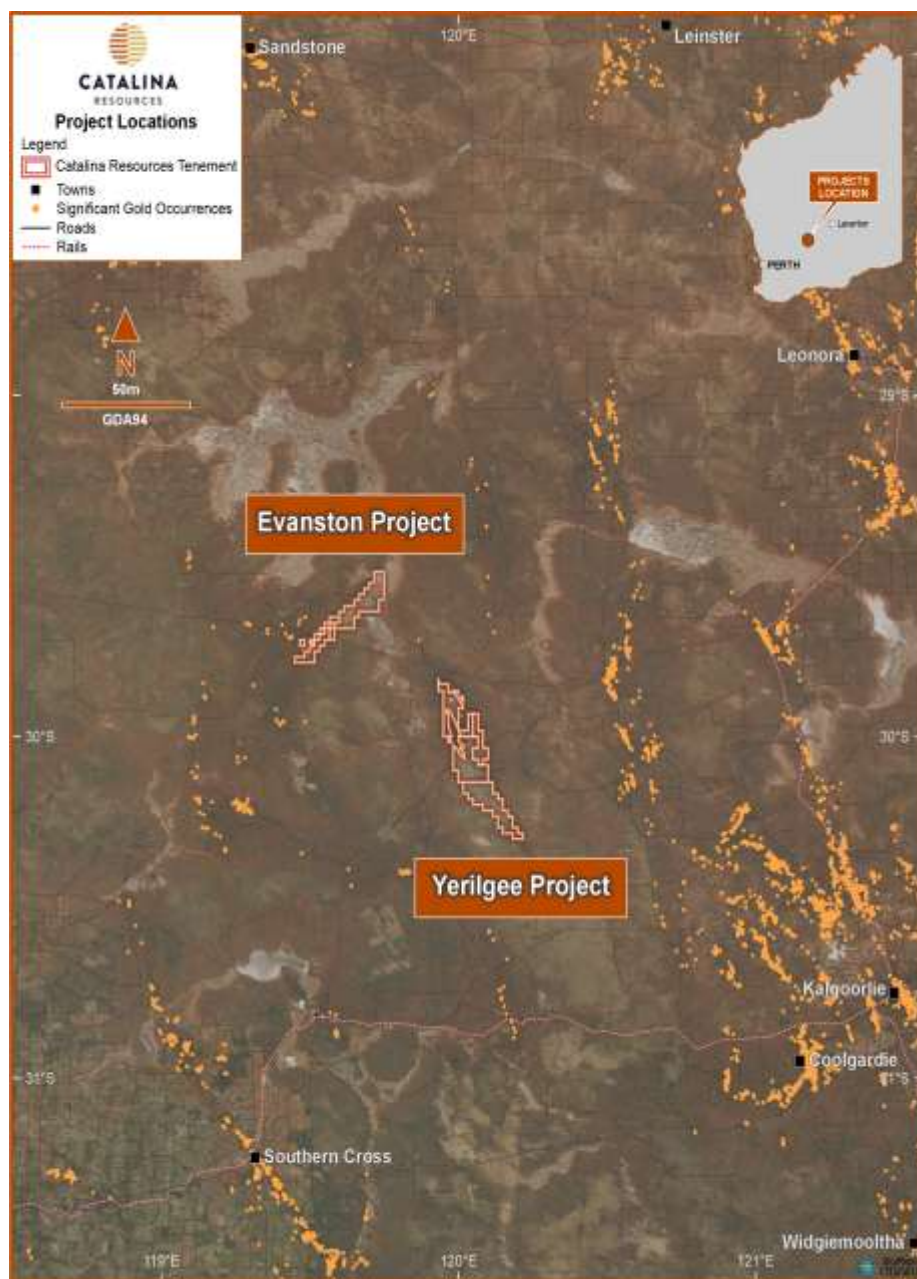 CATALINA
RESOURCES
Project Locations
Legend
Catalina Resources Tenement
Towns
Significant Gold Occurrences
Roads
Rails
Sandstone
120°E
Leinster
PROJECTS
LOCATION
PERTH
Leonora
29°S
N
50m
GDA94
Evanston Project
30°S
30°S
Yerilgee Project
Kalgoorlie
Coolgardie
31°S
Southern Cross
Widgiemooltha
119°E
120°E
121°E